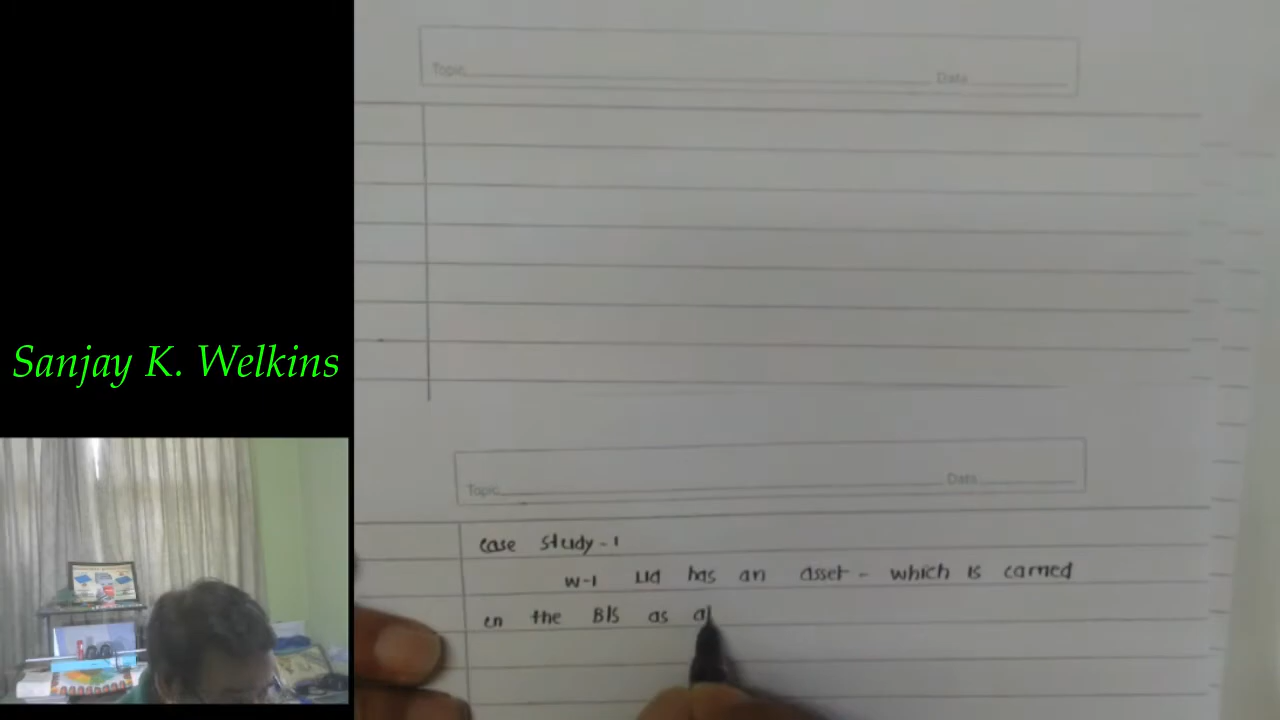 Topic Date
Sanjay K. Welkins
Topic Date
case study-1
W-1 Ltd has an asset - which is carried
in the B/S as at